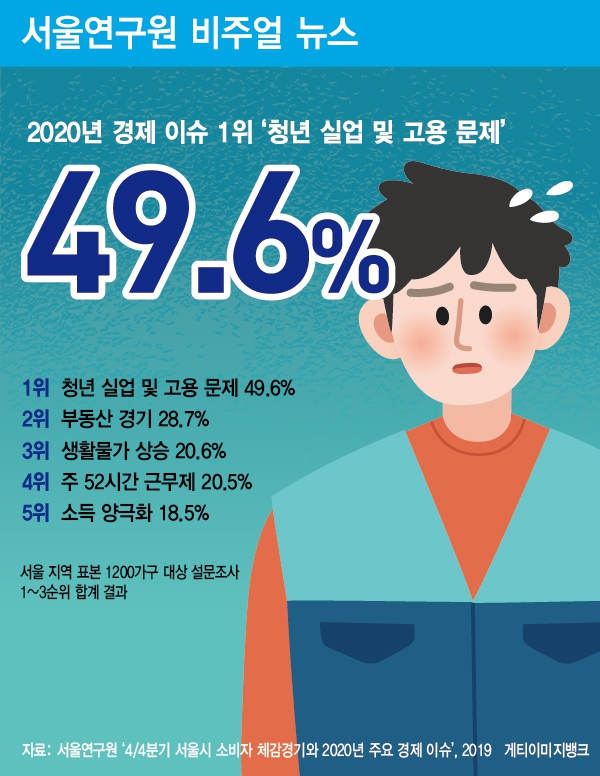 서울연구원 비주얼 뉴스
2020년 경제 이슈 1위 ‘청년 실업 및 고용 문제’
49.6%
1위 청년 실업 및 고용 문제 49.6%
2위 부동산 경기 28.7%
3위 생활물가 상승 20.6%
4위 주 52시간 근무제 20.5%
5위 소득 양극화 18.5%
서울 지역 표본 1200가구 대상 설문조사
1~3순위 합계 결과
자료: 서울연구원 ‘4/4분기 서울시 소비자 체감경기와 2020년 주요 경제 이슈’, 2019 게티이미지뱅크